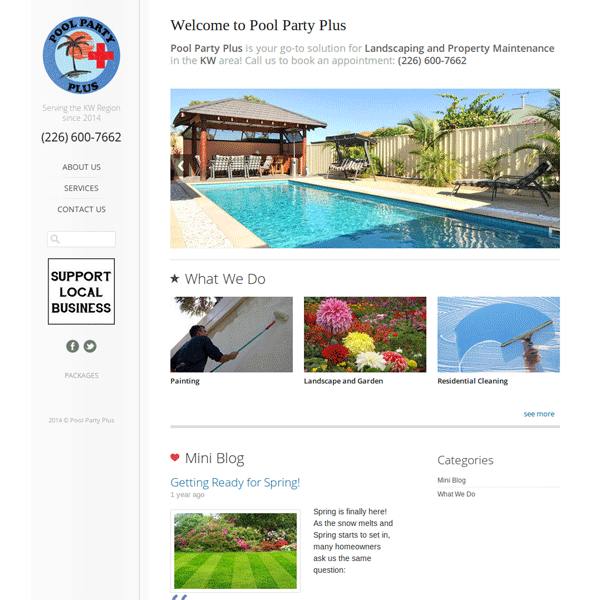 POOL PARTY
PLUS
Serving the KW Region
since 2014
(226) 600-7662
ABOUT US
SERVICES
CONTACT US
SUPPORT
LOCAL
BUSINESS
PACKAGES
2014 © Pool Party Plus
Welcome to Pool Party Plus
Pool Party Plus is your go-to solution for Landscaping and Property Maintenance
in the KW area! Call us to book an appointment: (226) 600-7662
What We Do
Painting
Landscape and Garden
Residential Cleaning
see more
Mini Blog
Getting Ready for Spring!
1 year ago
Spring is finally here!
As the snow melts and
Spring starts to set in,
many homeowners
ask us the same
question:
Categories
Mini Blog
What We Do